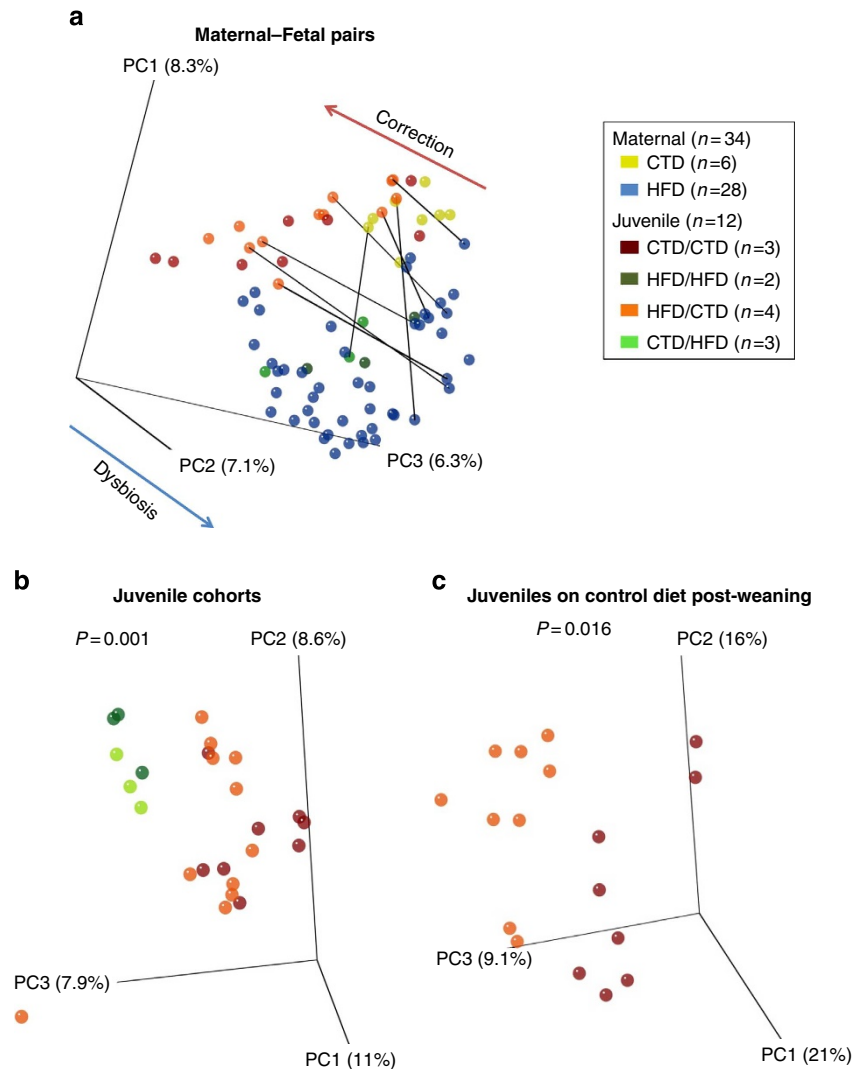 a
Maternal–Fetal pairs
PC1 (8.3%)
Correction
Maternal (n=34)
CTD (n=6)
HFD (n=28)
Juvenile (n=12)
CTD/CTD (n=3)
HFD/HFD (n=2)
HFD/CTD (n=4)
CTD/HFD (n=3)
PC2 (7.1%)
PC3 (6.3%)
Dysbiosis
b
Juvenile cohorts
P=0.001
PC2 (8.6%)
PC3 (7.9%)
PC1 (11%)
c
Juveniles on control diet post-weaning
P=0.016
PC2 (16%)
PC3 (9.1%)
PC1 (21%)